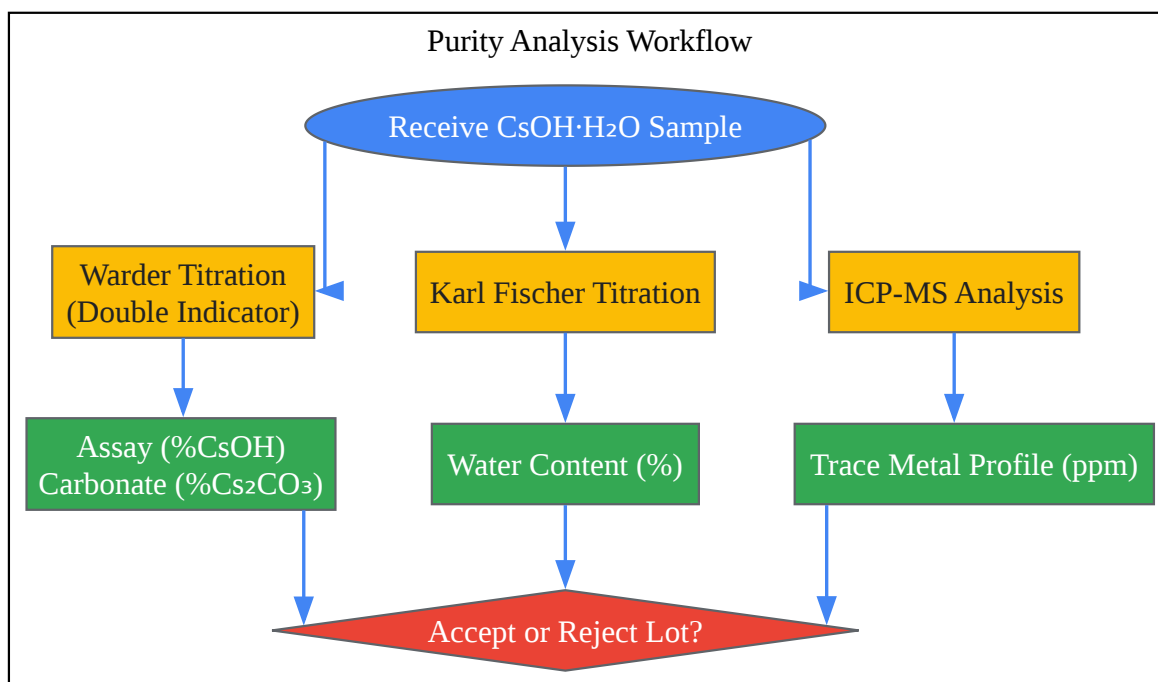 Purity Analysis Workflow
Receive CsOH·H₂O Sample
Warder Titration
(Double Indicator)
Karl Fischer Titration
ICP-MS Analysis
Assay (%CsOH)
Carbonate (%Cs₂CO₃)
Water Content (%)
Trace Metal Profile (ppm)
Accept or Reject Lot?